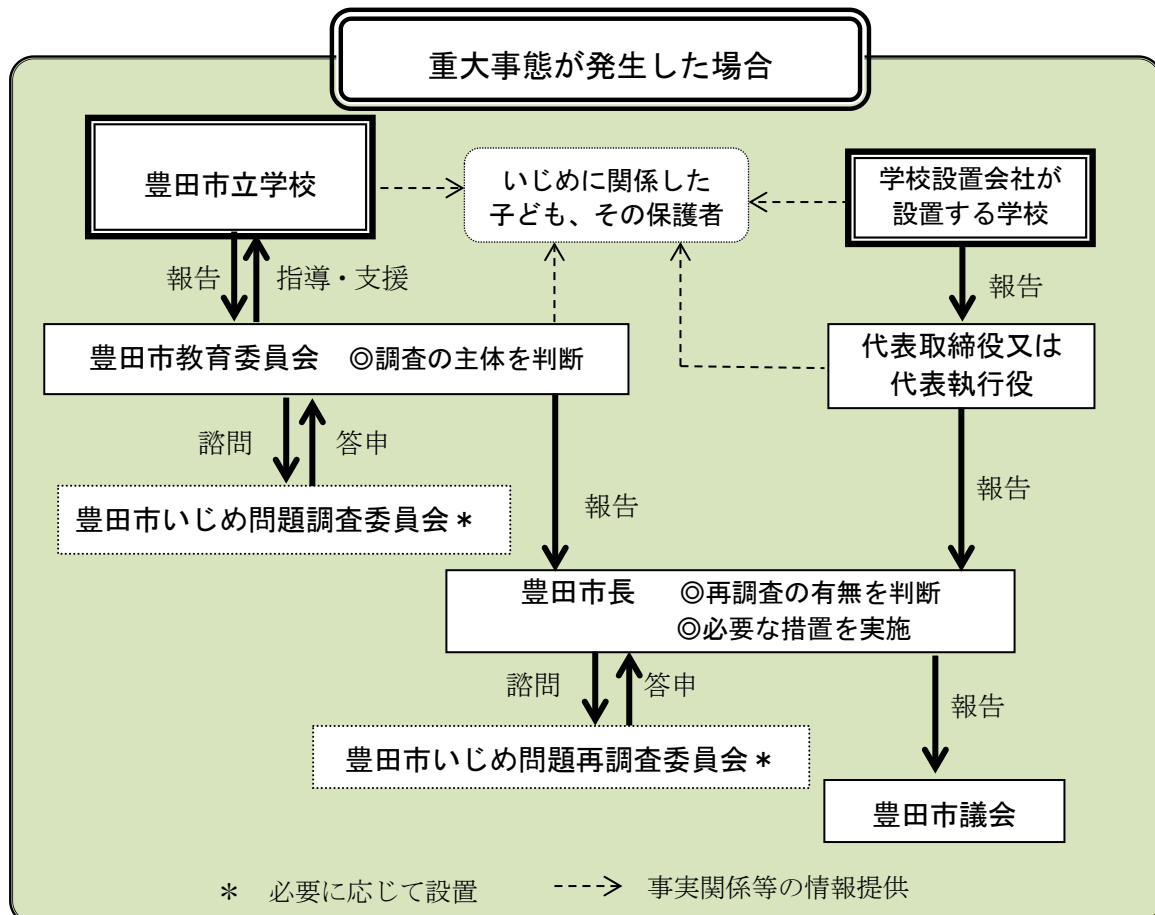 重大事態が発生した場合
豊田市立学校
いじめに関係した
子ども、その保護者
学校設置会社が
設置する学校
報告
指導・支援
報告
豊田市教育委員会 ◎調査の主体を判断
代表取締役又は
代表執行役
諮問
答申
報告
報告
豊田市いじめ問題調査委員会＊
豊田市長 ◎再調査の有無を判断
◎必要な措置を実施
諮問
答申
報告
豊田市いじめ問題再調査委員会＊
豊田市議会
＊ 必要に応じて設置
事実関係等の情報提供